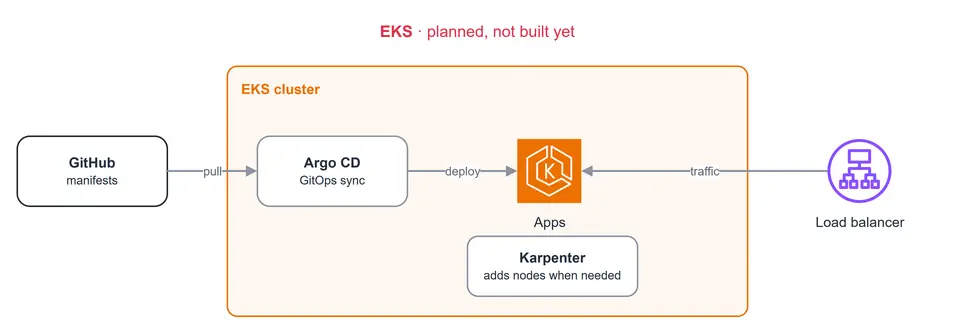 EKS · planned, not built yet
EKS cluster
GitHub
manifests
pull
Argo CD
GitOps sync
deploy
K
Apps
traffic
Load balancer
Karpenter
adds nodes when needed